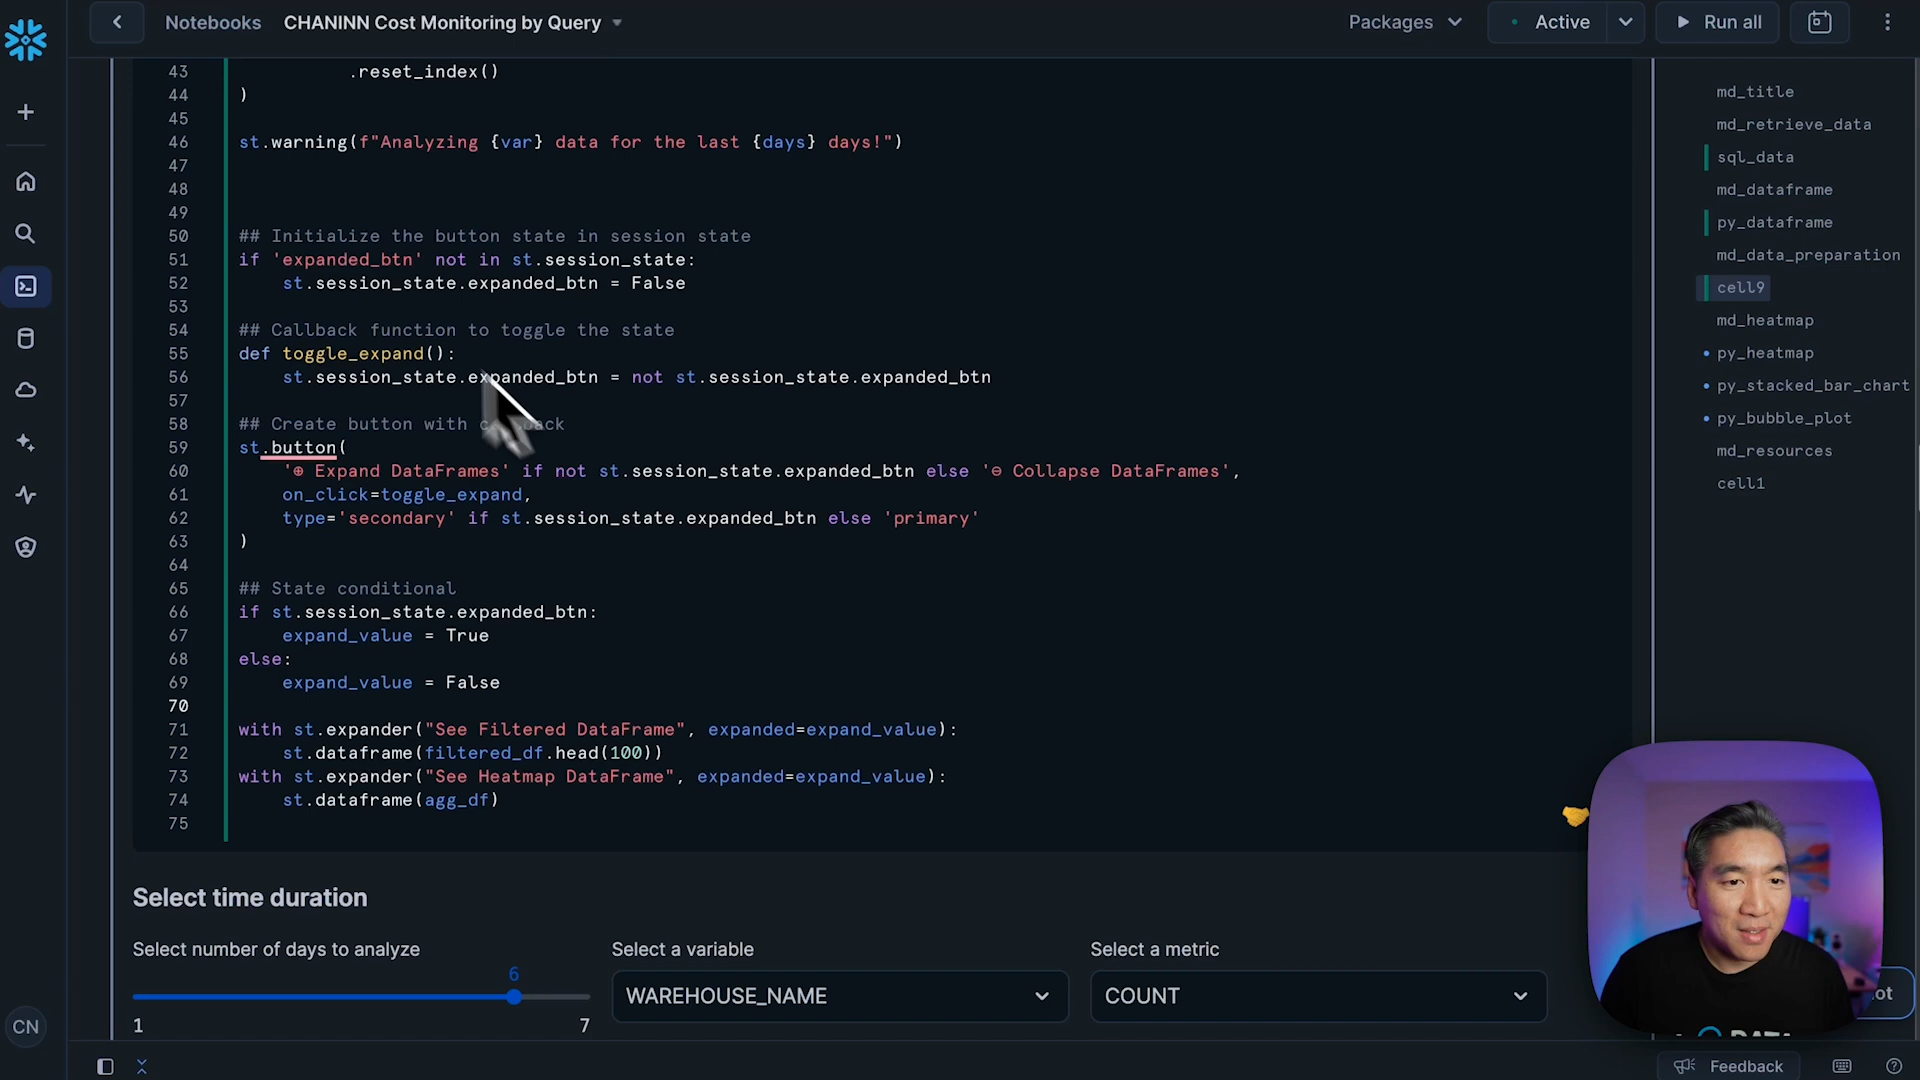 Notebooks CHANINN Cost Monitoring by Query Packages Active Run all
43 .reset_index()
44 )
45
46 st.warning(f"Analyzing {var} data for the last {days} days!")
47
48
49
50 ## Initialize the button state in session state
51 if 'expanded_btn' not in st.session_state:
52 st.session_state.expanded_btn = False
53
54 ## Callback function to toggle the state
55 def toggle_expand():
56 st.session_state.expanded_btn = not st.session_state.expanded_btn
57
58 ## Create button with
59 st.button(
60 '⊕ Expand DataFrames' if not st.session_state.expanded_btn else '⊖ Collapse DataFrames',
61 on_click=toggle_expand,
62 type='secondary' if st.session_state.expanded_btn else 'primary'
63 )
64
65 ## State conditional
66 if st.session_state.expanded_btn:
67 expand_value = True
68 else:
69 expand_value = False
70
71 with st.expander("See Filtered DataFrame", expanded=expand_value):
72 st.dataframe(filtered_df.head(100))
73 with st.expander("See Heatmap DataFrame", expanded=expand_value):
74 st.dataframe(agg_df)
75
md_title
md_retrieve_data
sql_data
md_dataframe
py_dataframe
md_data_preparation
cell9
md_heatmap
py_heatmap
py_stacked_bar_chart
py_bubble_plot
md_resources
cell1
Select time duration
Select number of days to analyze Select a variable Select a metric
6
WAREHOUSE_NAME COUNT
1 7
CN
Feedback